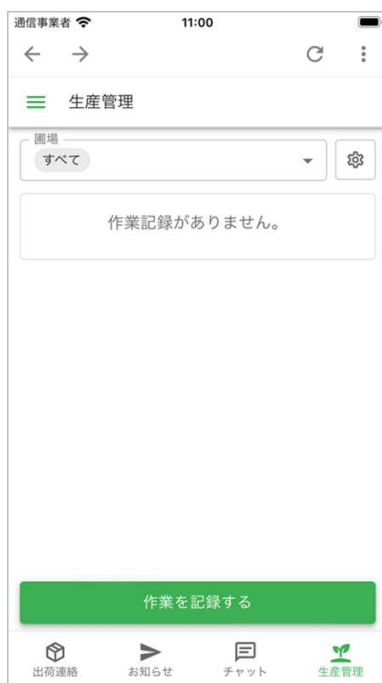 通信事業者 11:00
生産管理
圃場
すべて
作業記録がありません。
作業を記録する
出荷連絡 お知らせ チャット 生産管理